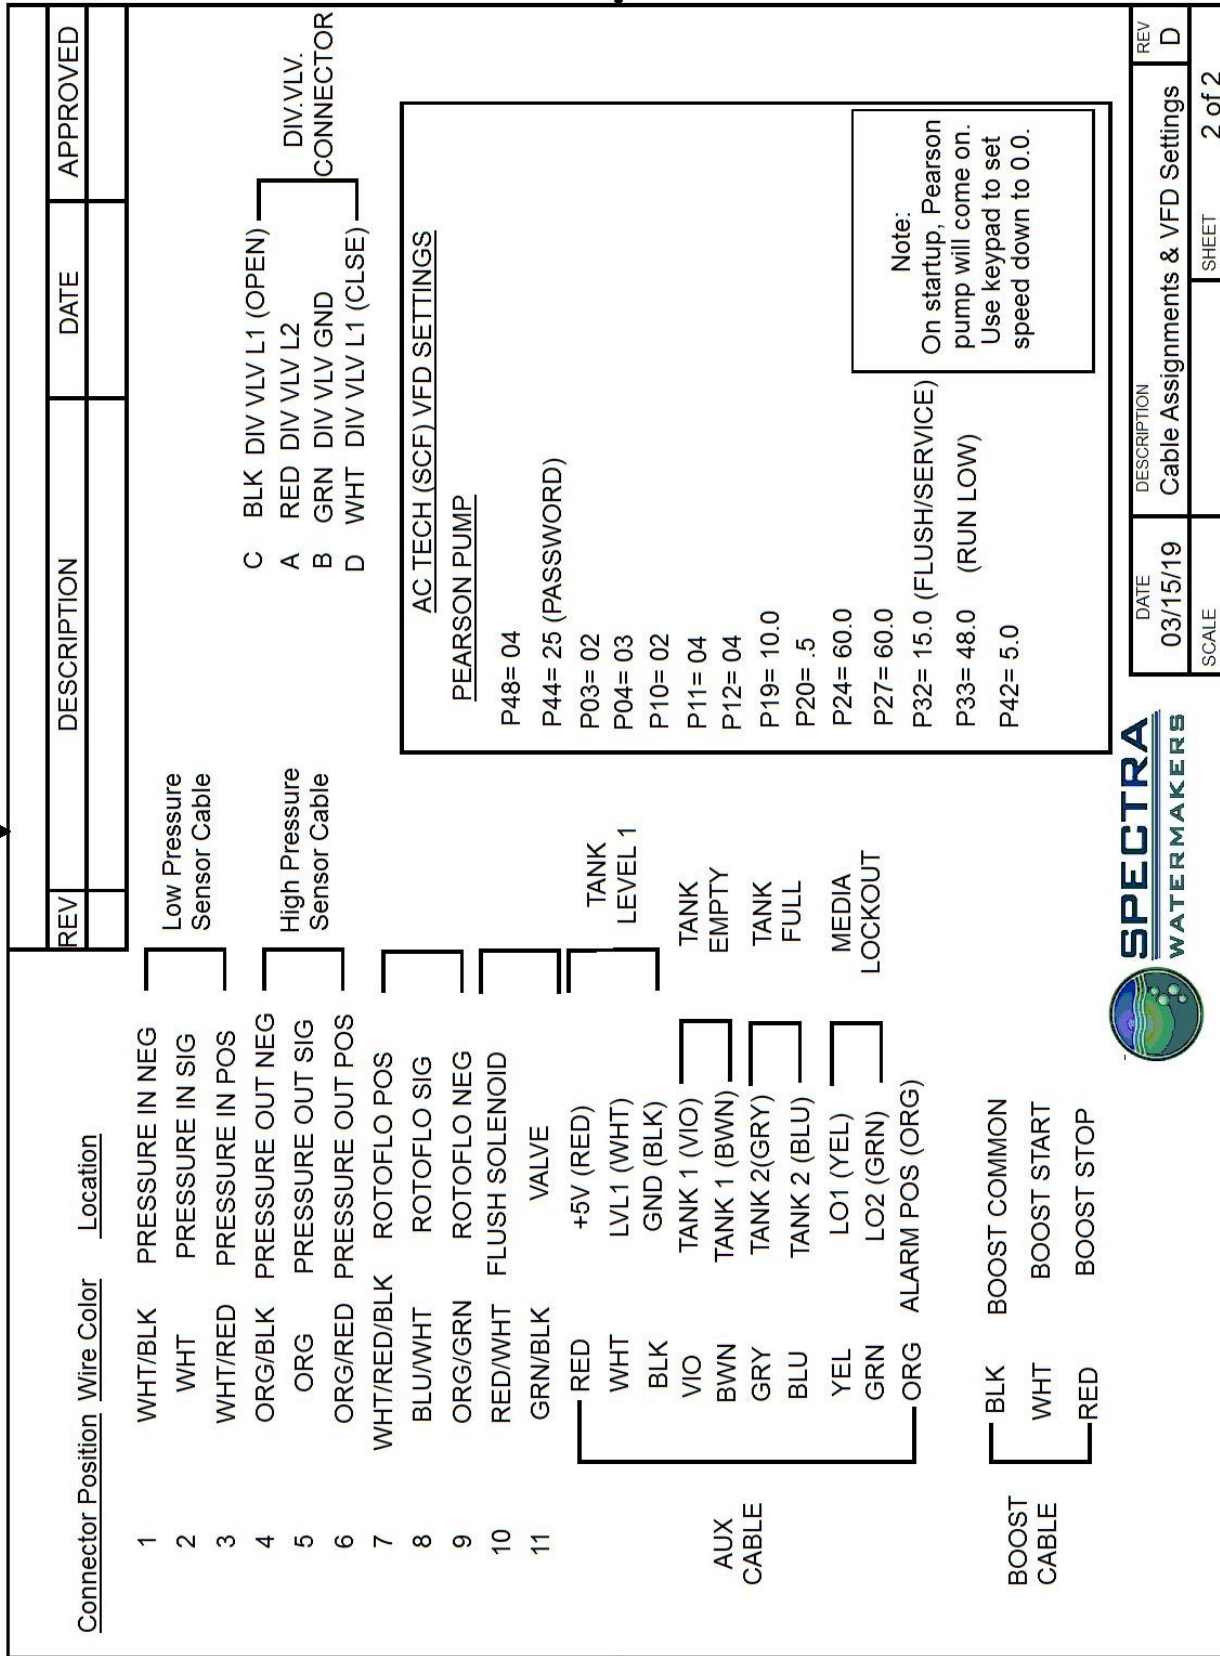 REV DESCRIPTION DATE APPROVED
Connector Position Wire Color Location
1 WHT/BLK PRESSURE IN NEG
2 WHT PRESSURE IN SIG
3 WHT/RED PRESSURE IN POS
Low Pressure
Sensor Cable
4 ORG/BLK PRESSURE OUT NEG
5 ORG PRESSURE OUT SIG
6 ORG/RED PRESSURE OUT POS
High Pressure
Sensor Cable
7 WHT/RED/BLK ROTOFLO POS
8 BLU/WHT ROTOFLO SIG
9 ORG/GRN ROTOFLO NEG
10 RED/WHT FLUSH SOLENOID
11 GRN/BLK VALVE
AUX
CABLE
RED +5V (RED)
WHT LVL1 (WHT)
BLK GND (BLK)
TANK
LEVEL 1
VIO TANK 1 (VIO)
BWN TANK 1 (BWN)
TANK
EMPTY
GRY TANK 2(GRY)
BLU TANK 2 (BLU)
TANK
FULL
YEL LO1 (YEL)
GRN LO2 (GRN)
MEDIA
LOCKOUT
ORG ALARM POS (ORG)
BOOST
CABLE
BLK BOOST COMMON
WHT BOOST START
RED BOOST STOP
C BLK DIV VLV L1 (OPEN)
A RED DIV VLV L2
B GRN DIV VLV GND
D WHT DIV VLV L1 (CLSE)
DIV.VLV.
CONNECTOR
AC TECH (SCF) VFD SETTINGS
PEARSON PUMP
P48= 04
P44= 25 (PASSWORD)
P03= 02
P04= 03
P10= 02
P11= 04
P12= 04
P19= 10.0
P20= .5
P24= 60.0
P27= 60.0
P32= 15.0 (FLUSH/SERVICE)
P33= 48.0 (RUN LOW)
P42= 5.0
Note:
On startup, Pearson
pump will come on.
Use keypad to set
speed down to 0.0.
SPECTRA
WATERMAKERS
DATE
03/15/19
DESCRIPTION
Cable Assignments & VFD Settings
REV
D
SCALE
SHEET 2 of 2